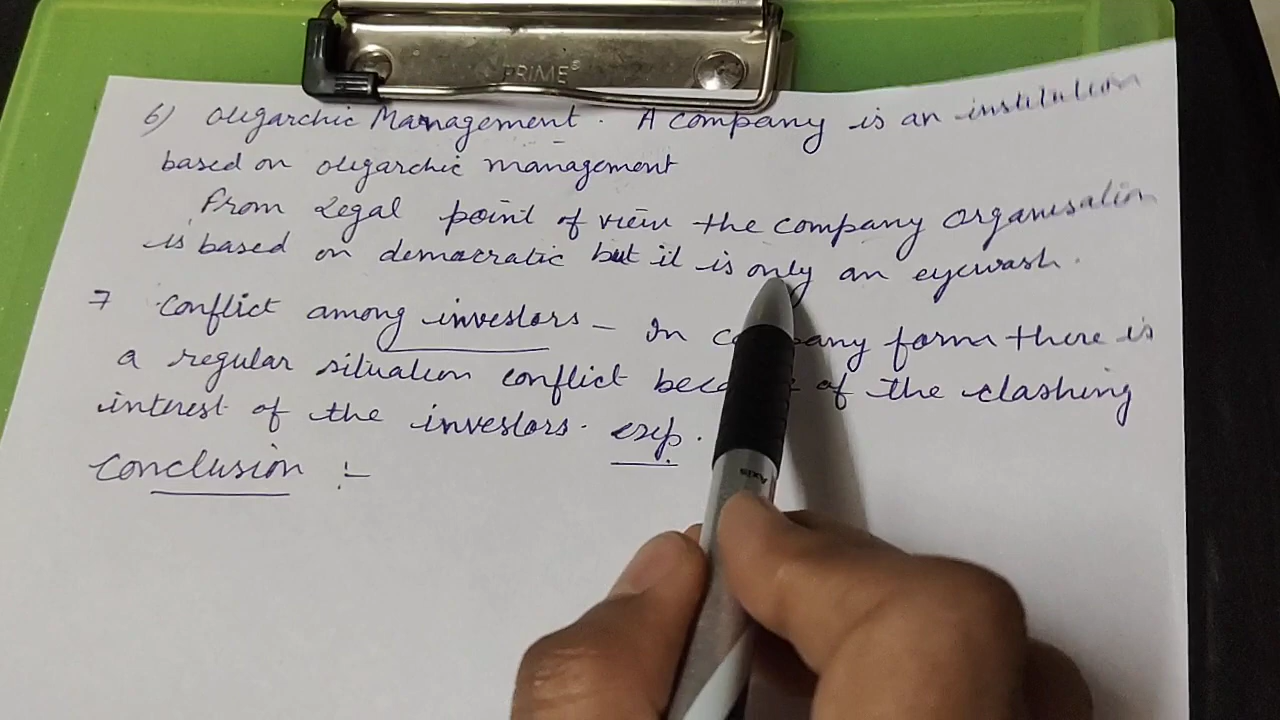 PRIME
6) Oligarchic Management. A company is an institution
based on oligarchic management
From Legal point of view the company organisation
is based on democratic but it is only an eyewash.
7 Conflict among investors - In company form there is
a regular situation conflict of the clashing
interest of the investors.
Conclusion :-
Axis